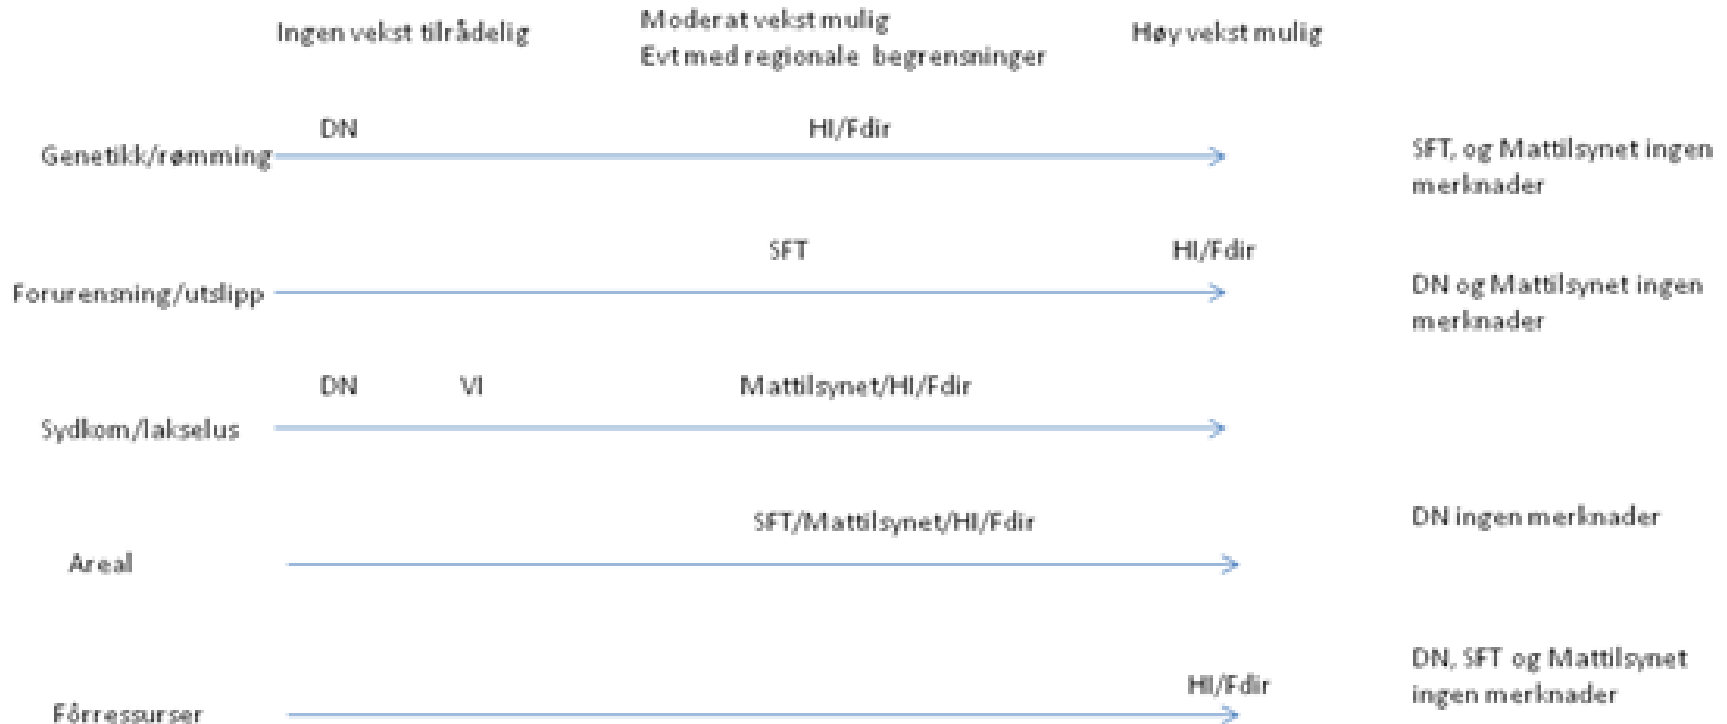 Ingen vekst tilrådelig
Moderat vekst mulig
Evt med regionale begrensninger
Høy vekst mulig
DN
HI/Fdir
Genetikk/rømming
SFT, og Mattilsynet ingen
merknader
SFT
HI/Fdir
Forurensning/utslipp
DN og Mattilsynet ingen
merknader
DN
VI
Mattilsynet/HI/Fdir
Sydkom/lakselus
SFT/Mattilsynet/HI/Fdir
DN ingen merknader
Areal
HI/Fdir
DN, SFT og Mattilsynet
ingen merknader
Fôrressurser